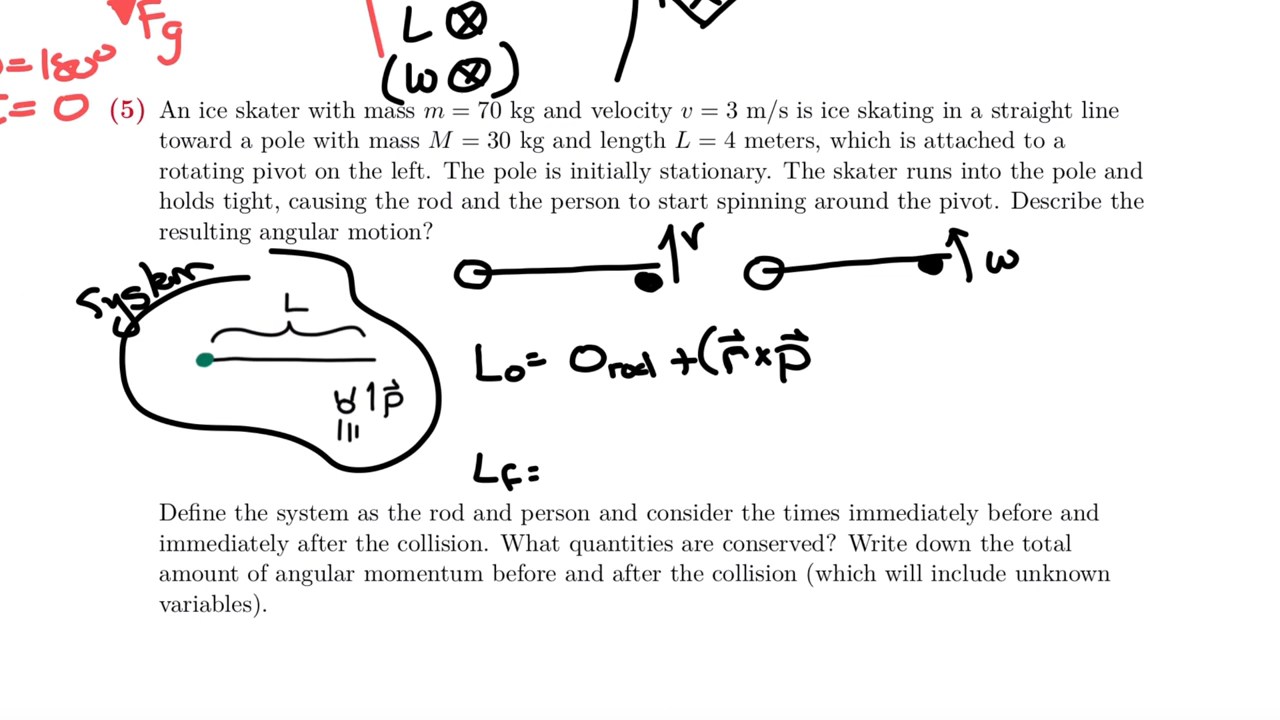 Fg
= 180°
= 0
L ⊗
(ω ⊗)
(5) An ice skater with mass m = 70 kg and velocity v = 3 m/s is ice skating in a straight line
toward a pole with mass M = 30 kg and length L = 4 meters, which is attached to a
rotating pivot on the left. The pole is initially stationary. The skater runs into the pole and
holds tight, causing the rod and the person to start spinning around the pivot. Describe the
resulting angular motion?
System
L
p⃗
v
ω
L₀ = 0rod + (r⃗ × p⃗
Lf =
Define the system as the rod and person and consider the times immediately before and
immediately after the collision. What quantities are conserved? Write down the total
amount of angular momentum before and after the collision (which will include unknown
variables).